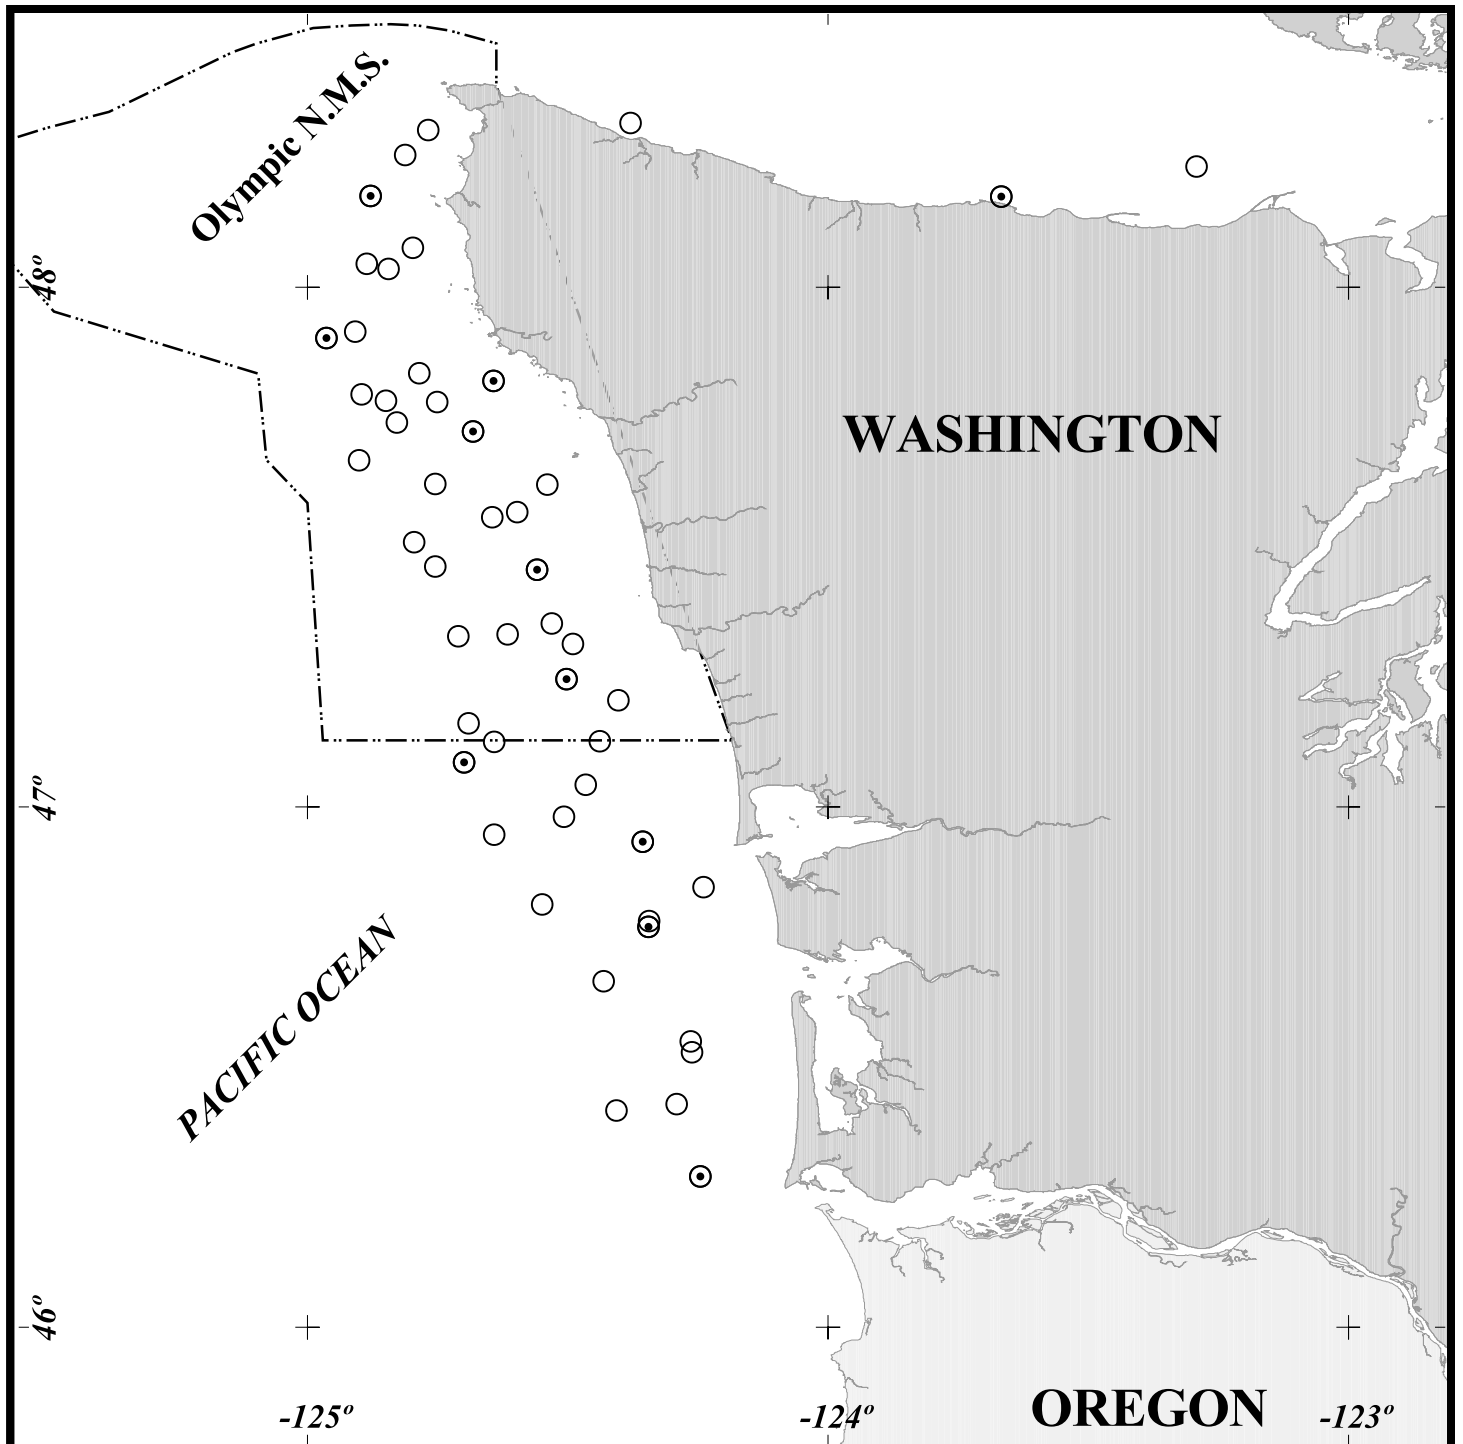 Olympic N.M.S.
48º
WASHINGTON
47º
PACIFIC OCEAN
46º
OREGON
-125º
-124º
-123º